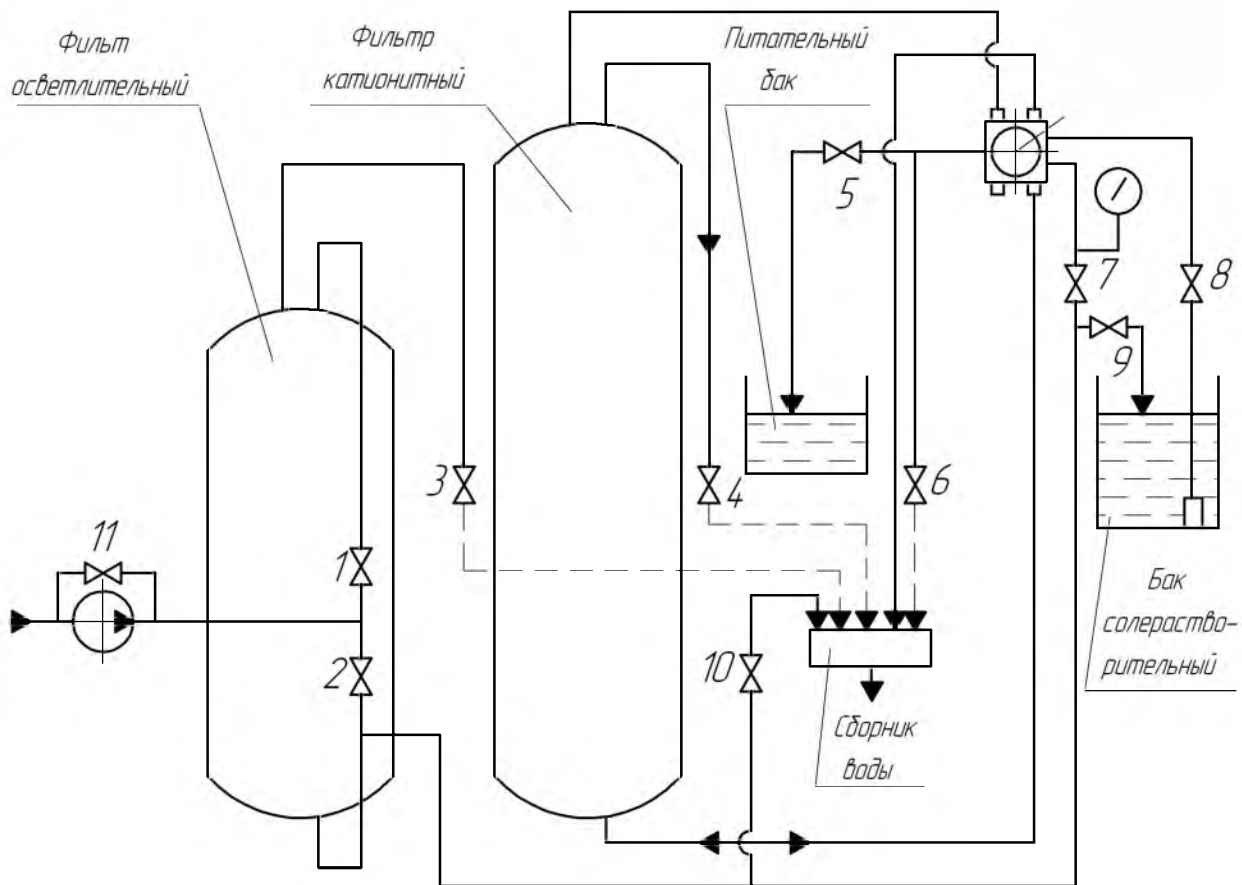 Фильт
осветлительный
Фильтр
катионитный
Питательный
бак
5
7
8
9
3
4
6
11
1
2
10
Бак
солераство-
рительный
Сборник
воды